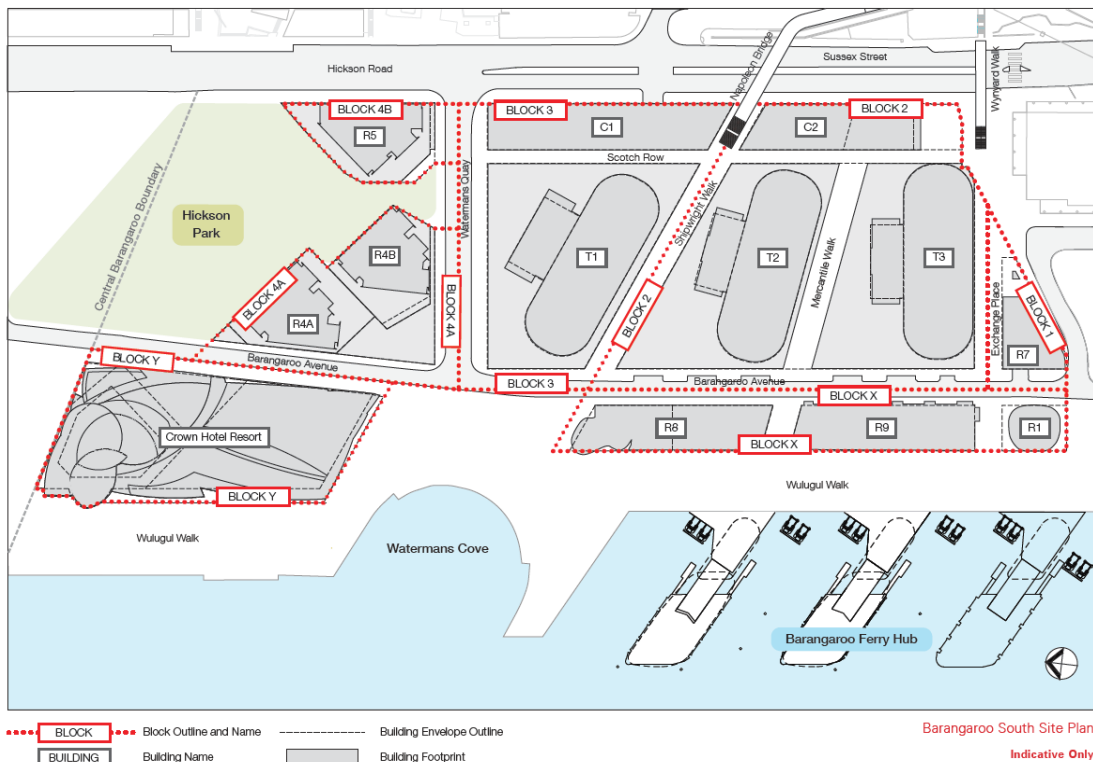 Hickson Road
Napoleon Bridge
Sussex Street
Wynyard Walk
BLOCK 4B
R5
BLOCK 3
C1
BLOCK 2
C2
Scotch Row
Watermans Quay
Shipwright Walk
Central Barangaroo Boundary
Hickson
Park
R4B
T1
T2
T3
Mercantile Walk
BLOCK 4A
R4A
BLOCK 4A
BLOCK 2
Exchange Place
BLOCK 1
R7
BLOCK Y
Barangaroo Avenue
BLOCK 3
Barangaroo Avenue
BLOCK X
Crown Hotel Resort
R8
R9
R1
BLOCK X
BLOCK Y
Wulugul Walk
Wulugul Walk
Watermans Cove
Barangaroo Ferry Hub
BLOCK
Block Outline and Name
Building Envelope Outline
BUILDING
Building Name
Building Footprint
Barangaroo South Site Plan
Indicative Only